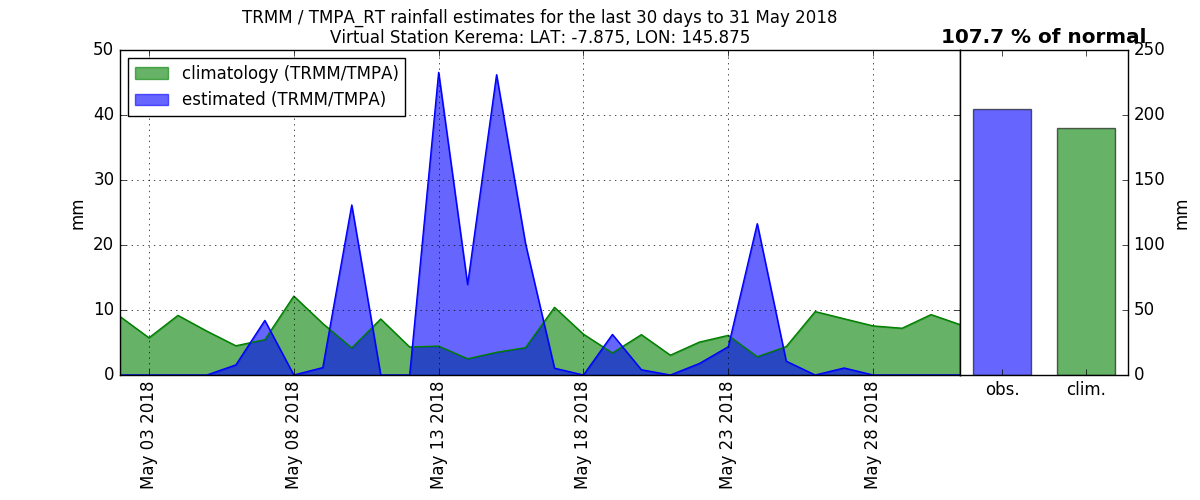 TRMM / TMPA_RT rainfall estimates for the last 30 days to 31 May 2018
Virtual Station Kerema: LAT: -7.875, LON: 145.875
107.7 % of normal
climatology (TRMM/TMPA)
estimated (TRMM/TMPA)
50
40
30
20
10
0
mm
May 03 2018
May 08 2018
May 13 2018
May 18 2018
May 23 2018
May 28 2018
250
200
150
100
50
0
mm
obs.
clim.